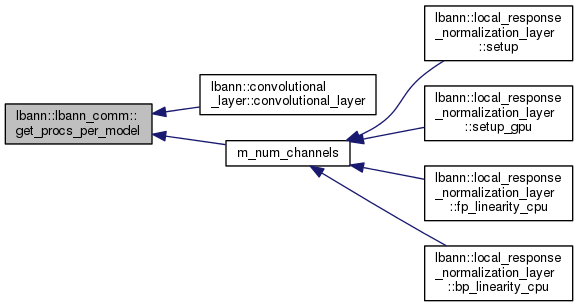 lbann::lbann_comm::
get_procs_per_model
lbann::convolutional
_layer::convolutional_layer
m_num_channels
lbann::local_response
_normalization_layer
::setup
lbann::local_response
_normalization_layer
::setup_gpu
lbann::local_response
_normalization_layer
::fp_linearity_cpu
lbann::local_response
_normalization_layer
::bp_linearity_cpu